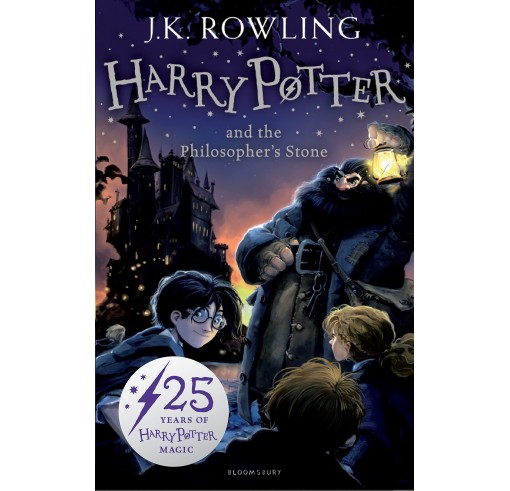 J.K. ROWLING
HARRY POTTER
and the
Philosopher's Stone
25
YEARS OF
HARRY POTTER
MAGIC
BLOOMSBURY